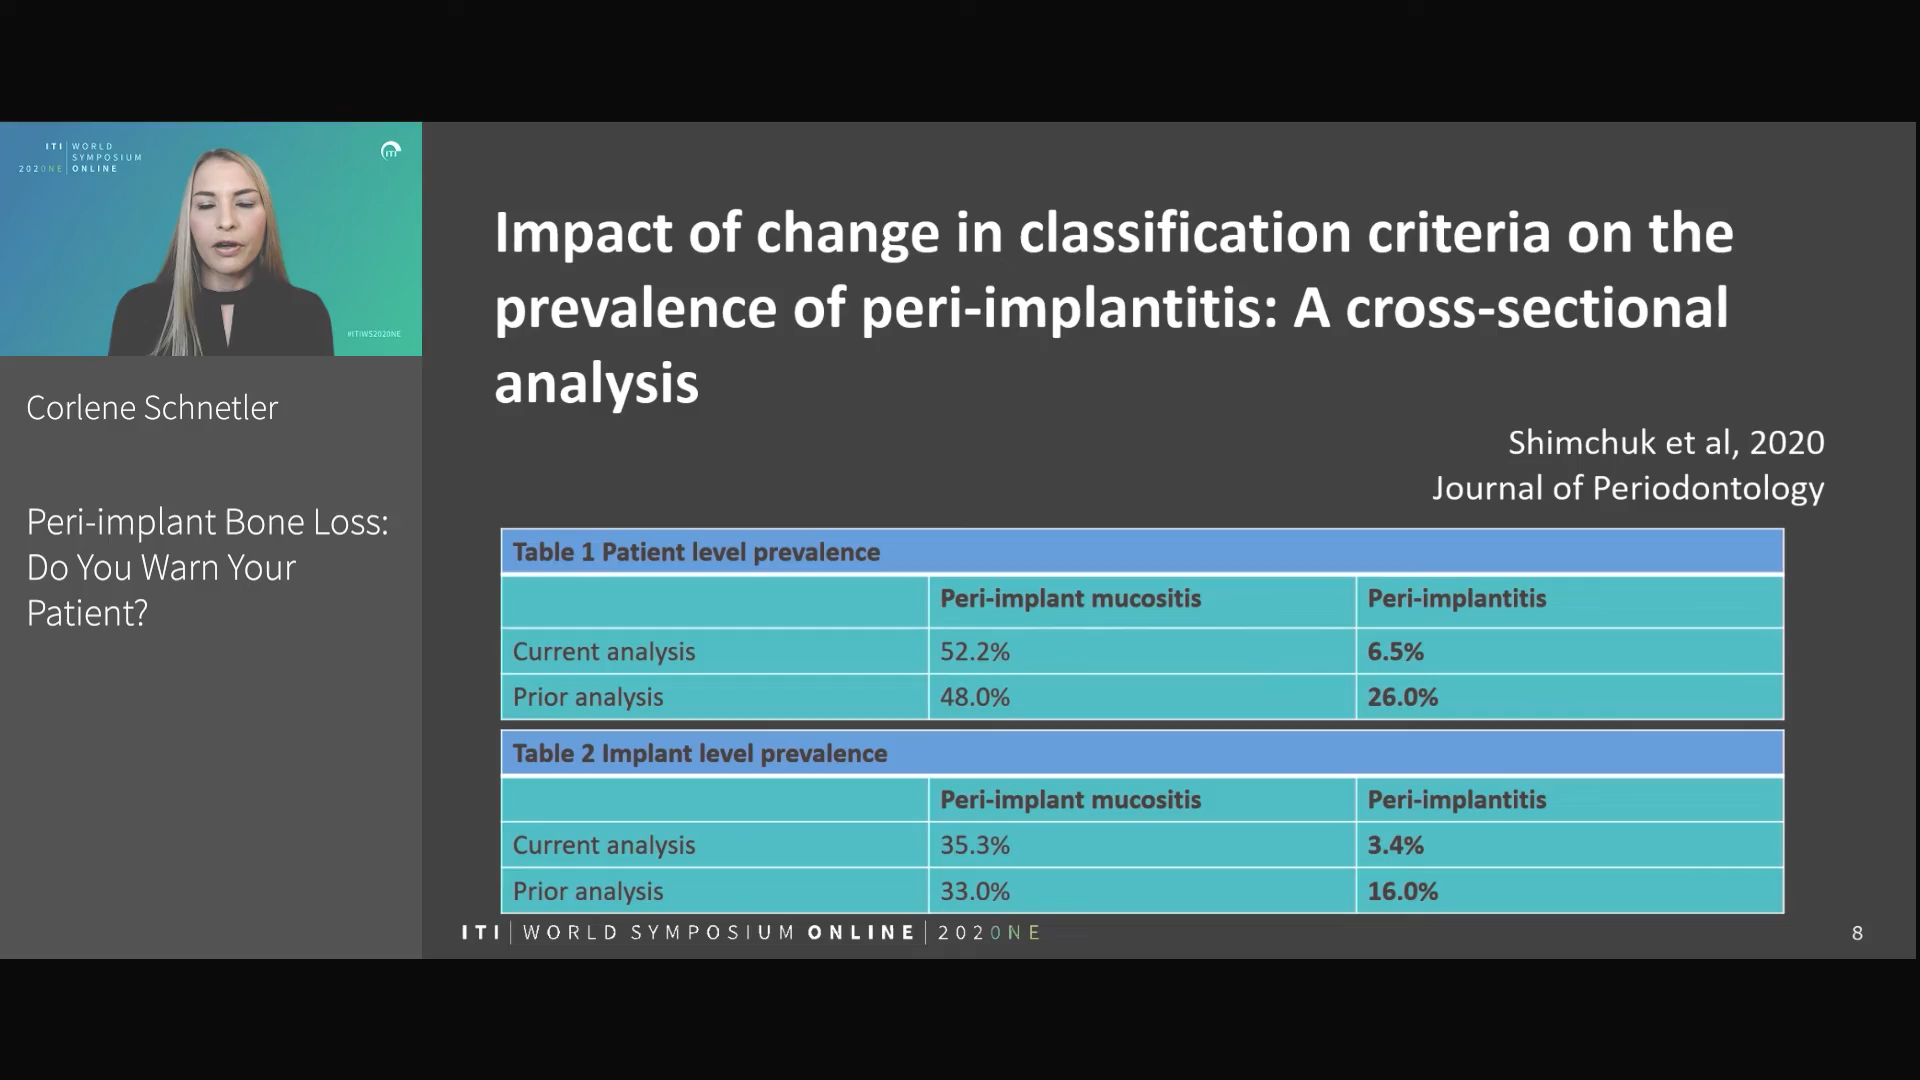 ITI WORLD
SYMPOSIUM
2020NE ONLINE
ITI
#ITIWS2020NE
Corlene Schnetler
Peri-implant Bone Loss:
Do You Warn Your
Patient?
Impact of change in classification criteria on the
prevalence of peri-implantitis: A cross-sectional
analysis
Shimchuk et al, 2020
Journal of Periodontology
Table 1 Patient level prevalence
Peri-implant mucositis Peri-implantitis
Current analysis 52.2% 6.5%
Prior analysis 48.0% 26.0%
Table 2 Implant level prevalence
Peri-implant mucositis Peri-implantitis
Current analysis 35.3% 3.4%
Prior analysis 33.0% 16.0%
ITI WORLD SYMPOSIUM ONLINE 2020NE
8